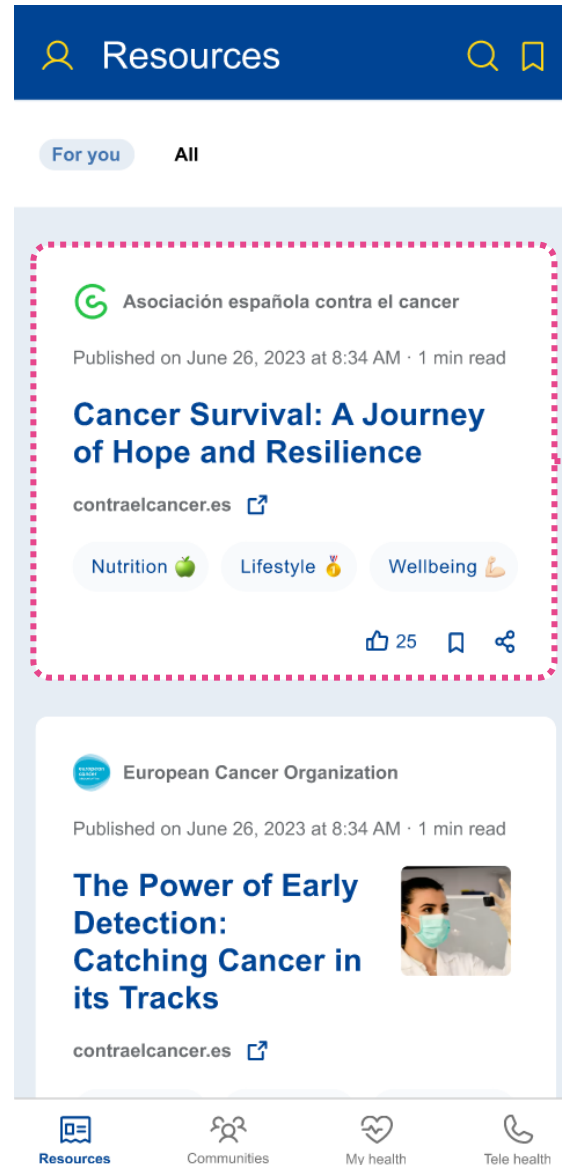 Resources
For you
All
Asociación española contra el cancer
Published on June 26, 2023 at 8:34 AM · 1 min read
Cancer Survival: A Journey
of Hope and Resilience
contraelcancer.es
Nutrition 🍏 Lifestyle 🏅 Wellbeing 💪🏻
25
European Cancer Organization
Published on June 26, 2023 at 8:34 AM · 1 min read
The Power of Early
Detection:
Catching Cancer in
its Tracks
contraelcancer.es
Resources Communities My health Tele health